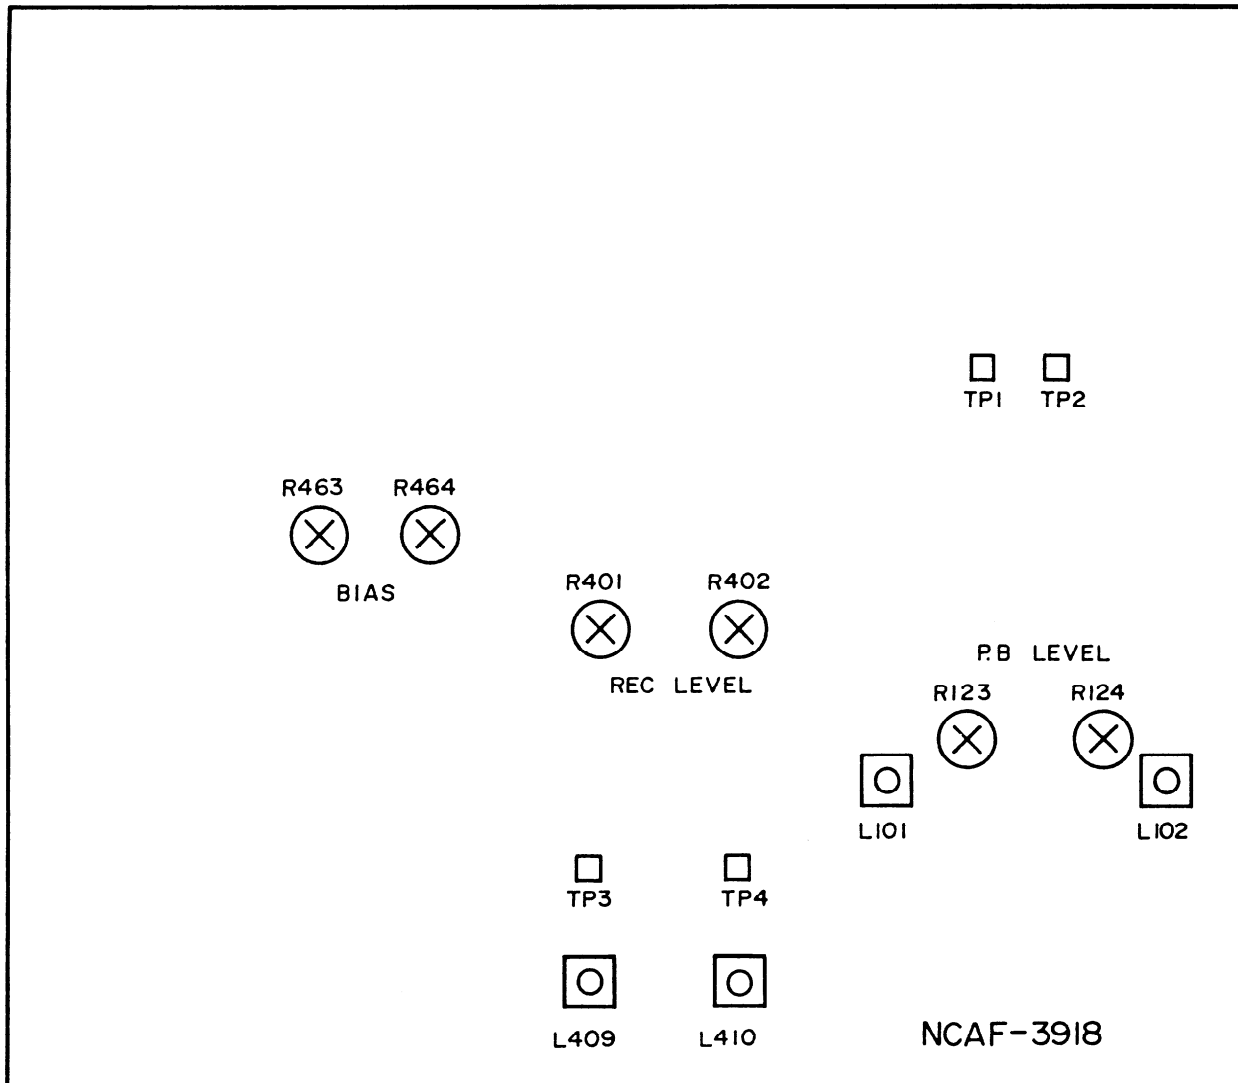 TP1 TP2
R463 R464
BIAS
R401 R402
REC LEVEL
P.B LEVEL
R123 R124
L101 L102
TP3 TP4
L409 L410
NCAF-3918